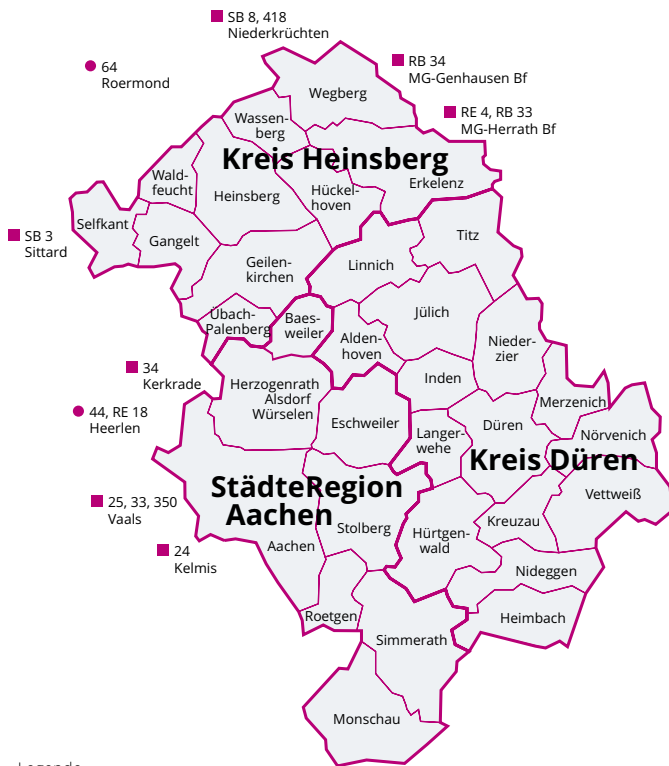 SB 8, 418
Niederkrüchten
64
Roermond
RB 34
MG-Genhausen Bf
RE 4, RB 33
MG-Herrath Bf
Wegberg
Wassen-
berg
Kreis Heinsberg
Wald-
feucht
Heinsberg
Hückel-
hoven
Erkelenz
Selfkant
SB 3
Sittard
Gangelt
Geilen-
kirchen
Linnich
Titz
Übach-
Palenberg
Baes-
weiler
Jülich
Alden-
hoven
Nieder-
zier
34
Kerkrade
Herzogenrath
Alsdorf
Würselen
Inden
Merzenich
44, RE 18
Heerlen
Eschweiler
Langer-
wehe
Düren
Nörvenich
Kreis Düren
StädteRegion
Aachen
Vettweiß
25, 33, 350
Vaals
Stolberg
Hürtgen-
wald
Kreuzau
24
Kelmis
Aachen
Nideggen
Roetgen
Heimbach
Simmerath
Monschau